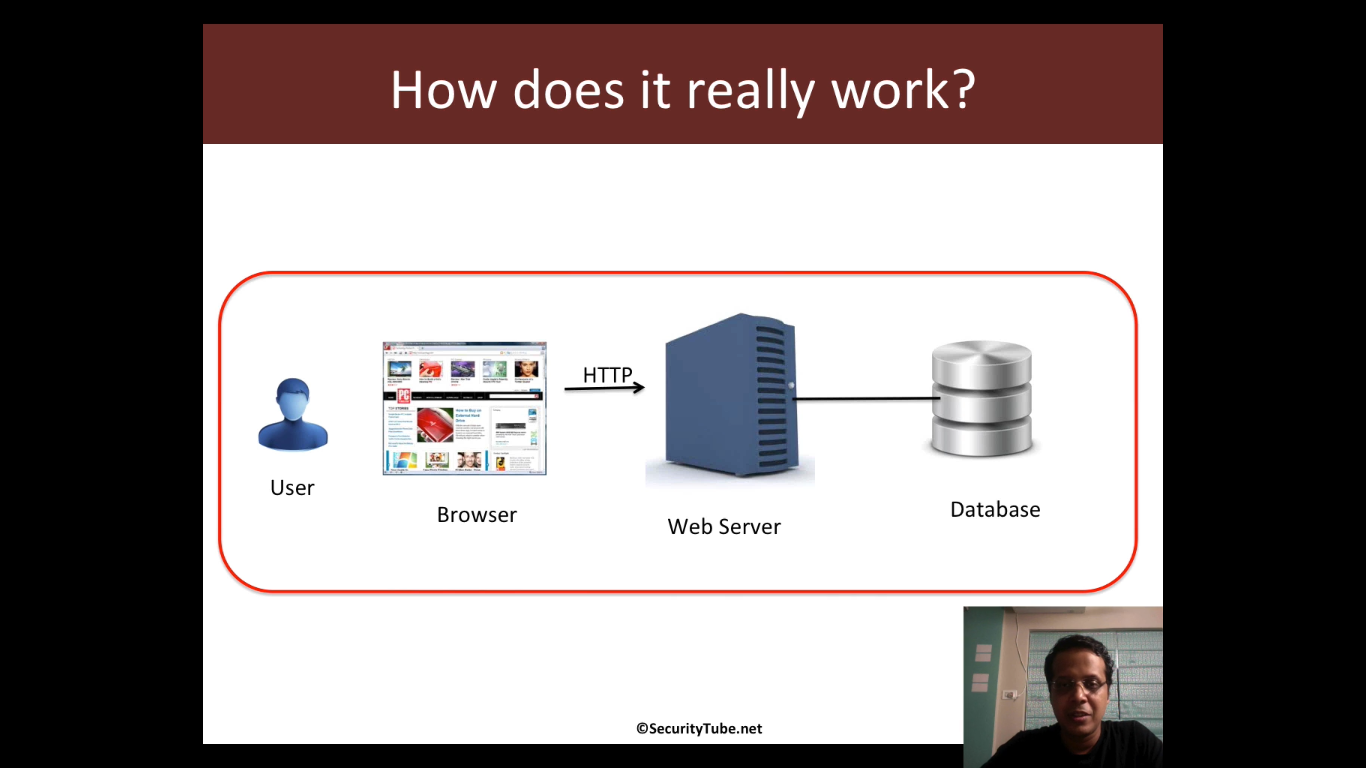 How does it really work?
HTTP
User
Browser
Web Server
Database
©SecurityTube.net